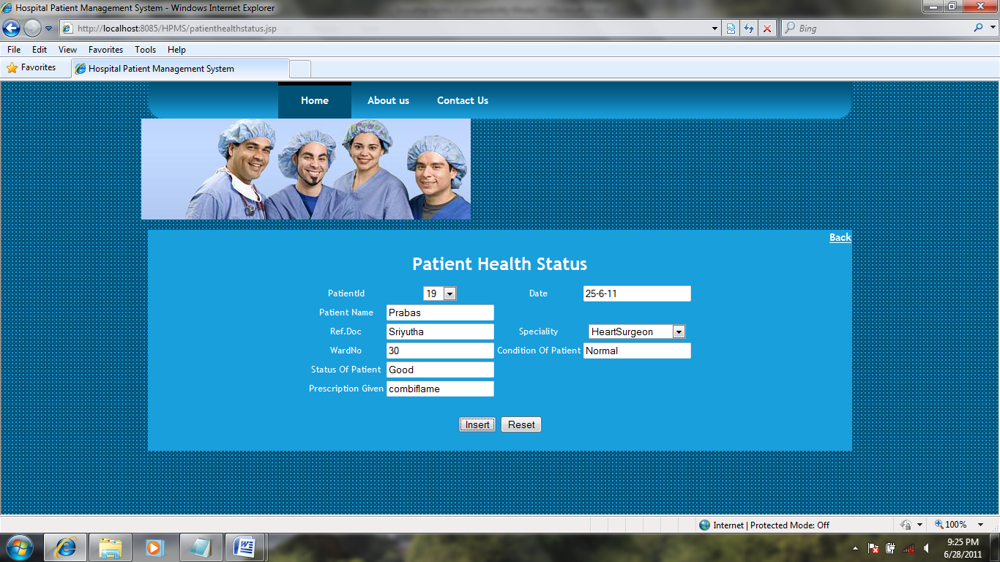 Hospital Patient Management System - Windows Internet Explorer
http://localhost:8085/HPMS/patienthealthstatus.jsp
Bing
File Edit View Favorites Tools Help
Favorites Hospital Patient Management System
Home About us Contact Us
Back
Patient Health Status
PatientId 19 Date 25-6-11
Patient Name Prabas
Ref.Doc Sriyutha Speciality HeartSurgeon
WardNo 30 Condition Of Patient Normal
Status Of Patient Good
Prescription Given combiflame
Insert Reset
Internet | Protected Mode: Off 100%
9:25 PM
6/28/2011